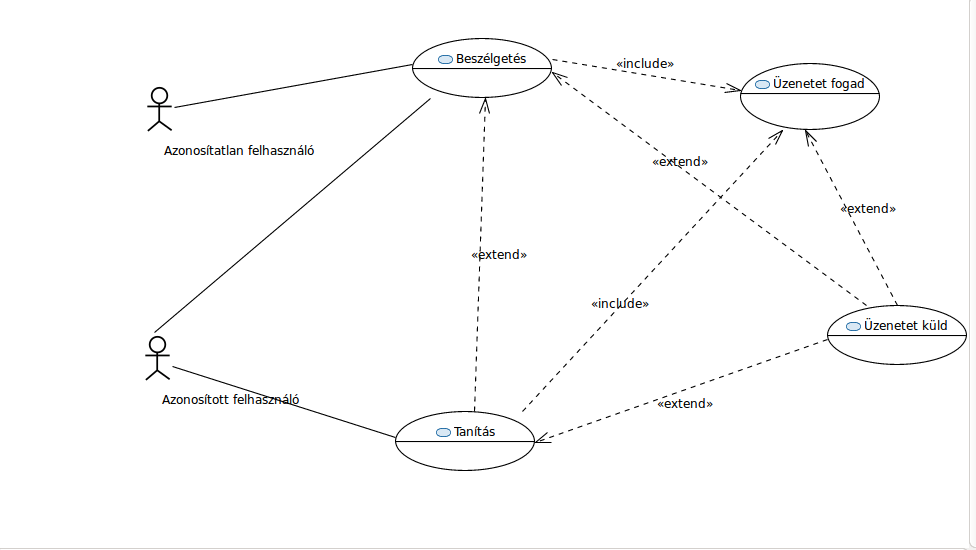 Beszélgetés
«include»
Üzenetet fogad
Azonosítatlan felhasználó
«extend»
«extend»
«extend»
«include»
Üzenetet küld
Azonosított felhasználó
«extend»
Tanítás